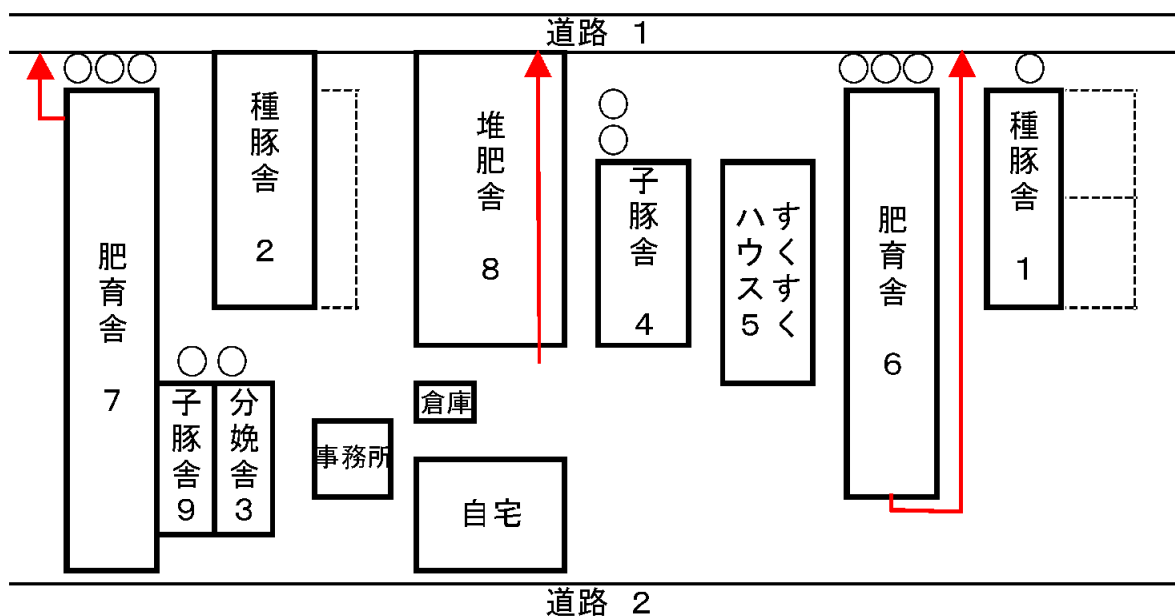 道路 1
種豚舎 2
堆肥舎 8
子豚舎 4
すくすく
ハウス5
肥育舎 6
種豚舎 1
肥育舎 7
子豚舎 9
分娩舎 3
事務所
倉庫
自宅
道路 2